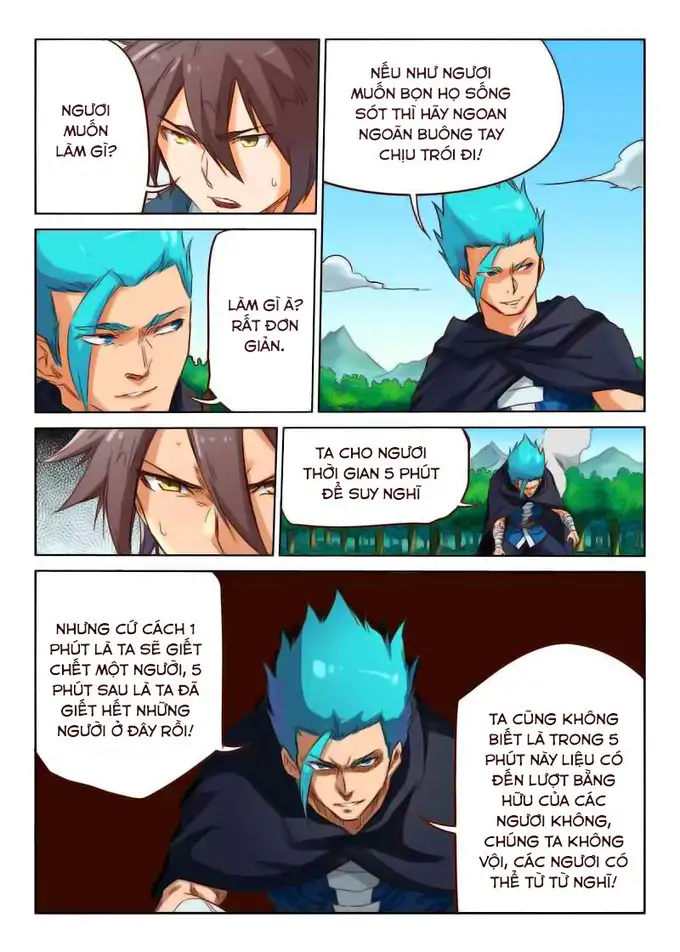 NGƯƠI
MUỐN
LÀM GÌ?
LÀM GÌ À?
RẤT ĐƠN
GIẢN.
NẾU NHƯ NGƯƠI
MUỐN BỌN HỌ SỐNG
SÓT THÌ HÃY NGOAN
NGOÃN BUÔNG TAY
CHỊU TRÓI ĐI!
TA CHO NGƯƠI
THỜI GIAN 5 PHÚT
ĐỂ SUY NGHĨ
NHƯNG CỨ CÁCH 1
PHÚT LÀ TA SẼ GIẾT
CHẾT MỘT NGƯỜI, 5
PHÚT SAU LÀ TA ĐÃ
GIẾT HẾT NHỮNG
NGƯỜI Ở ĐÂY RỒI!
TA CŨNG KHÔNG
BIẾT LÀ TRONG 5
PHÚT NÀY LIỆU CÓ
ĐẾN LƯỢT BẰNG
HỮU CỦA CÁC
NGƯƠI KHÔNG,
CHÚNG TA KHÔNG
VỘI, CÁC NGƯƠI CÓ
THỂ TỪ TỪ NGHĨ!